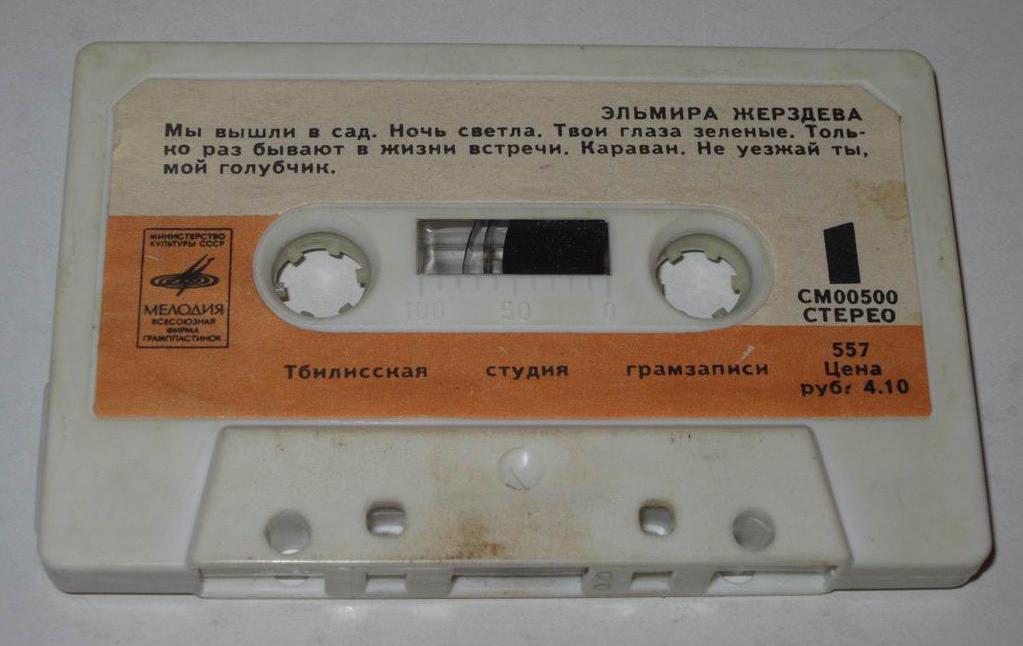 ЭЛЬМИРА ЖЕРЗДЕВА
Мы вышли в сад. Ночь светла. Твои глаза зеленые. Толь-
ко раз бывают в жизни встречи. Караван. Не уезжай ты,
мой голубчик.
МИНИСТЕРСТВО
КУЛЬТУРЫ СССР
МЕЛОДИЯ
ВСЕСОЮЗНАЯ
ФИРМА
ГРАМПЛАСТИНОК
100 50 0
1
СМ00500
СТЕРЕО
Тбилисская студия грамзаписи
557
Цена
руб. 4.10